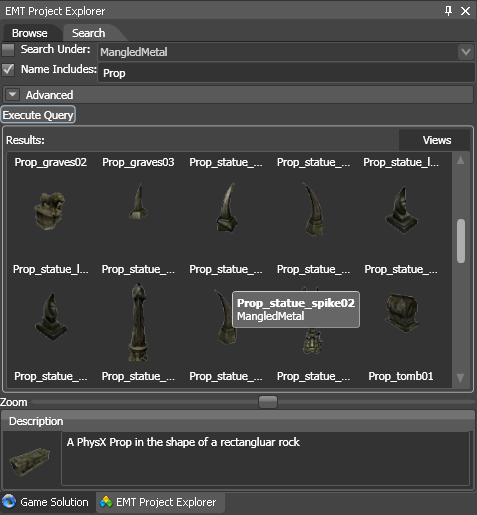 EMT Project Explorer
Browse Search
Search Under: MangledMetal
Name Includes: Prop
Advanced
Execute Query
Results: Views
Prop_graves02 Prop_graves03 Prop_statue_... Prop_statue_... Prop_statue_l...
Prop_statue_l... Prop_statue_... Prop_statue_... Prop_statue_... Prop_statue_...
Prop_statue_spike02
MangledMetal
Prop_statue_... Prop_statue_... Prop_statue_... Prop_statue_... Prop_tomb01
Zoom
Description
A PhysX Prop in the shape of a rectangluar rock
Game Solution EMT Project Explorer